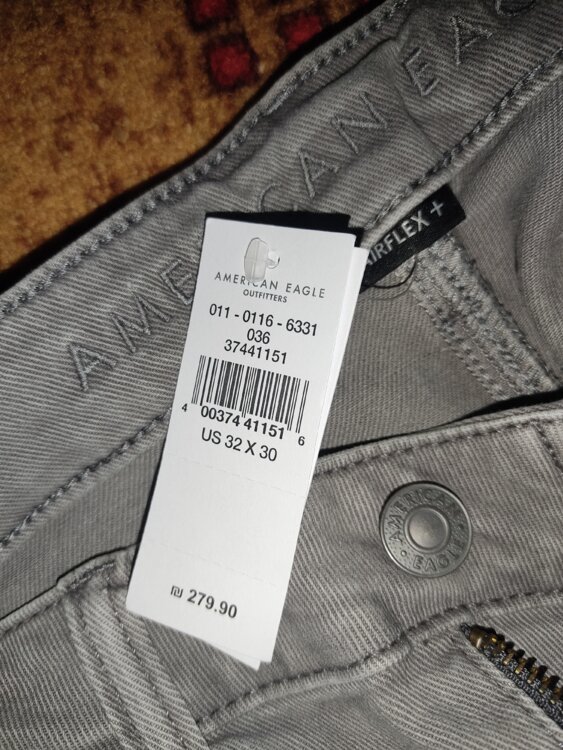 AMERICAN EAG
AIRFLEX +
AMERICAN EAGLE
OUTFITTERS
011 - 0116 - 6331
036
37441151
4 00374 41151 6
US 32 X 30
₪ 279.90
AMERICAN EAGLE